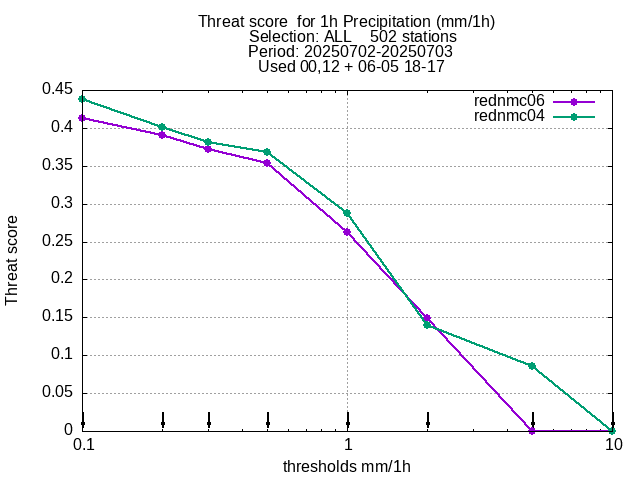 Threat score  for 1h Precipitation (mm/1h)
Selection: ALL    502 stations
Period: 20250702-20250703
Used 00,12 + 06-05 18-17
rednmc06
rednmc04
0.45
0.4
0.35
0.3
0.25
0.2
0.15
0.1
0.05
0
Threat score
0.1 1 10
thresholds mm/1h